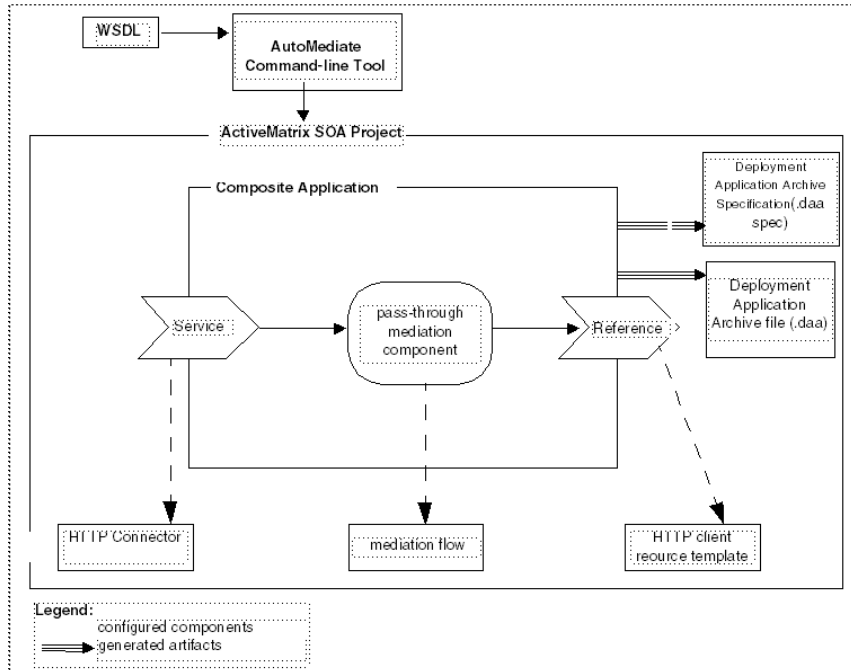 WSDL
AutoMediate
Command-line Tool
ActiveMatrix SOA Project
Composite Application
Deployment
Application Archive
Specification(.daa
spec)
Deployment
Application
Archive file (.daa)
Service
pass-through
mediation
component
Reference
HTTP Connector
mediation flow
HTTP client
reource template
Legend:
configured components
generated artifacts